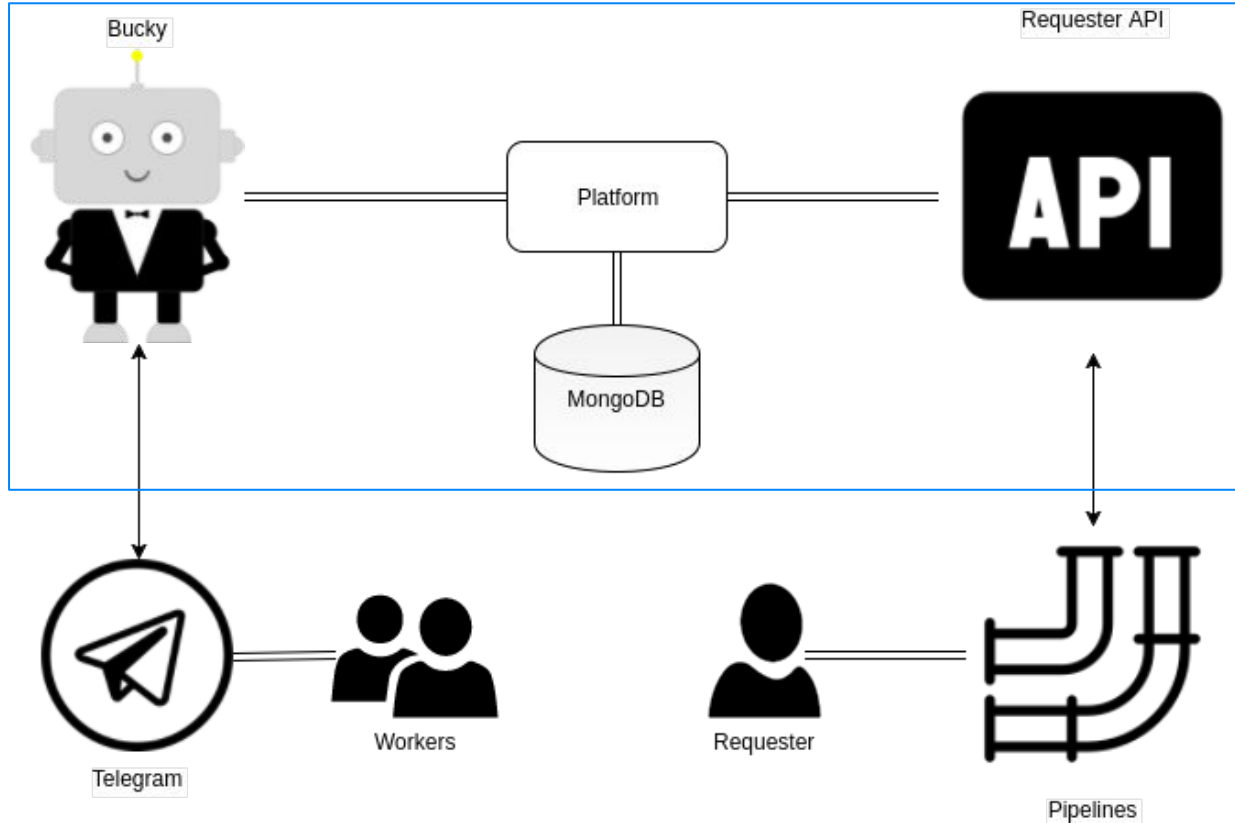 Bucky
Requester API
API
Platform
MongoDB
Workers
Requester
Telegram
Pipelines